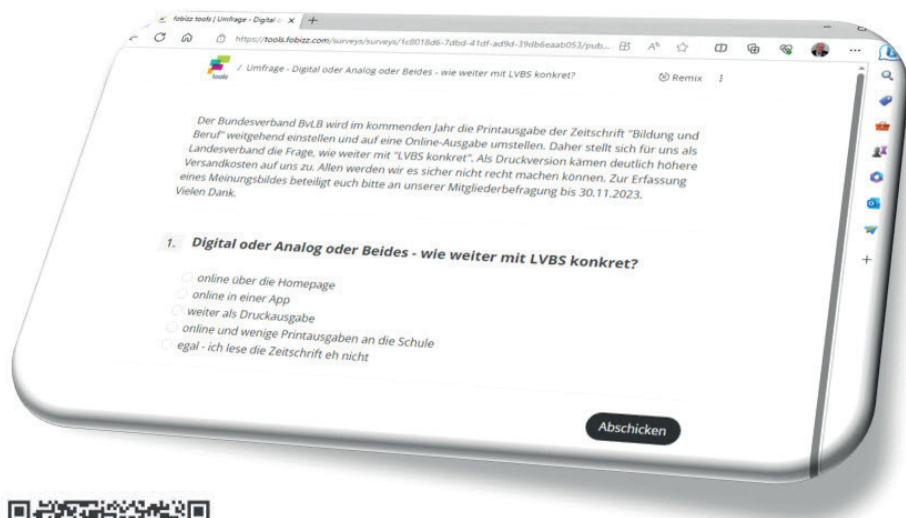 fobizz tools | Umfrage - Digital o
https://tools.fobizz.com/surveys/surveys/
tools
/ Umfrage - Digital oder Analog oder Beides - wie weiter mit LVBS konkret?
Remix
Der Bundesverband BvLB wird im kommenden Jahr die Printausgabe der Zeitschrift "Bildung und
Beruf" weitgehend einstellen und auf eine Online-Ausgabe umstellen. Daher stellt sich für uns als
Landesverband die Frage, wie weiter mit "LVBS konkret". Als Druckversion kämen deutlich höhere
Versandkosten auf uns zu. Allen werden wir es sicher nicht recht machen können. Zur Erfassung
eines Meinungsbildes beteiligt euch bitte an unserer Mitgliederbefragung bis 30.11.2023.
Vielen Dank.
1. Digital oder Analog oder Beides - wie weiter mit LVBS konkret?
online über die Homepage
online in einer App
weiter als Druckausgabe
online und wenige Printausgaben an die Schule
egal - ich lese die Zeitschrift eh nicht
Abschicken